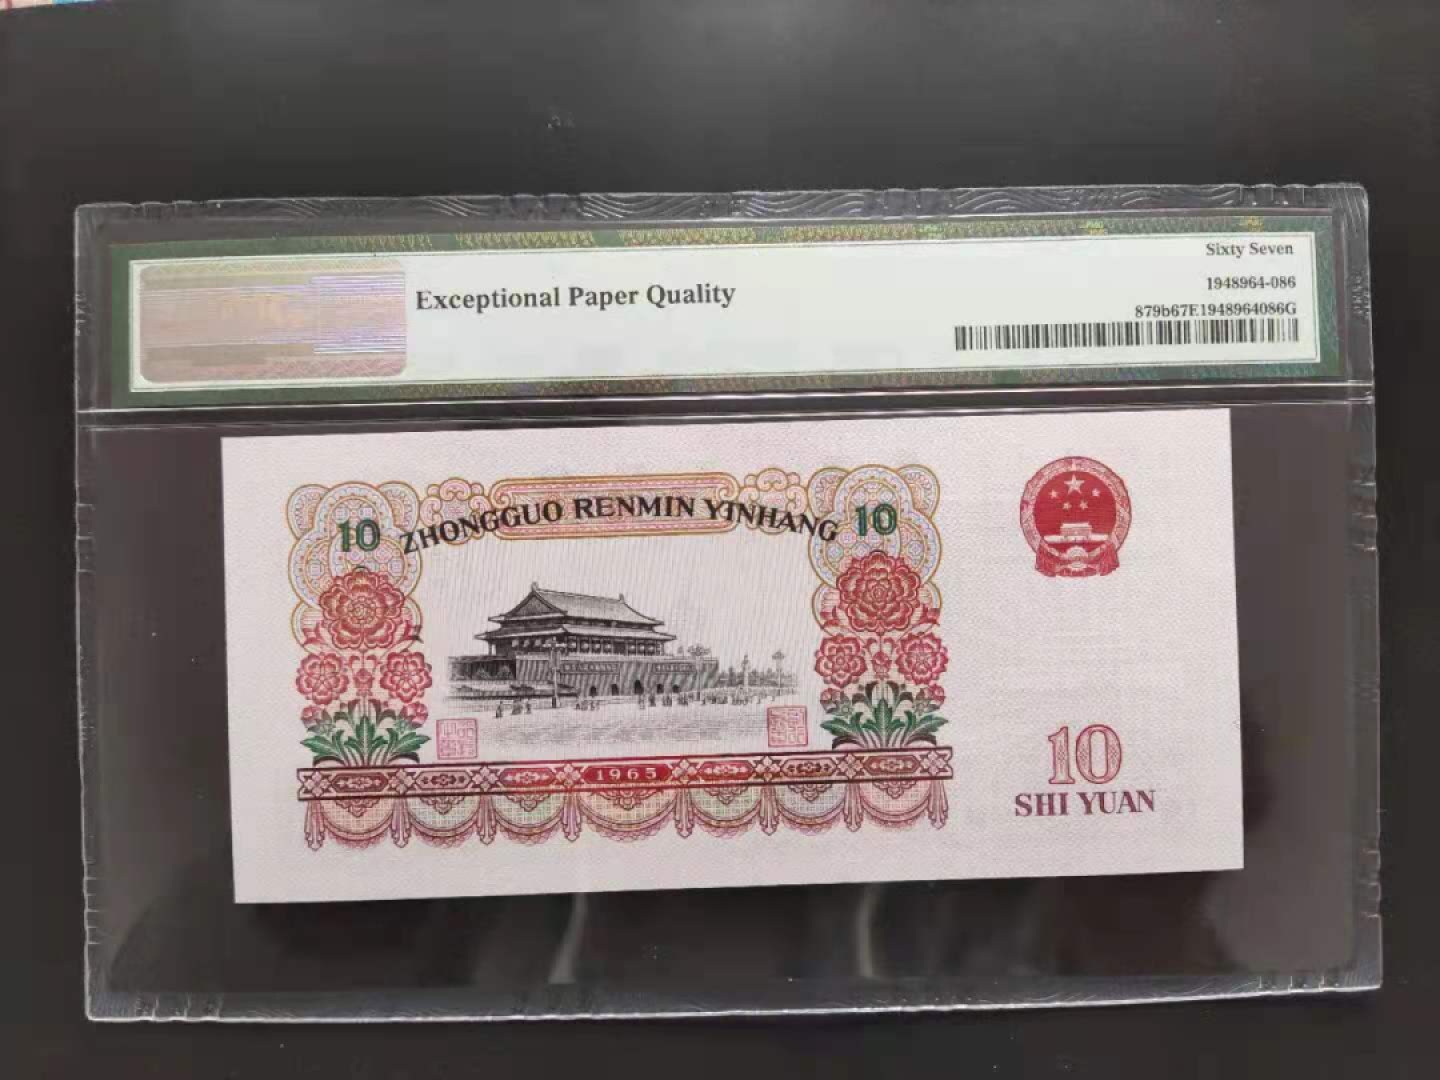 Sixty Seven
Exceptional Paper Quality
1948964-086
879b67E1948964086G
10 ZHONGGUO RENMIN YINHANG 10
1965
10
SHI YUAN